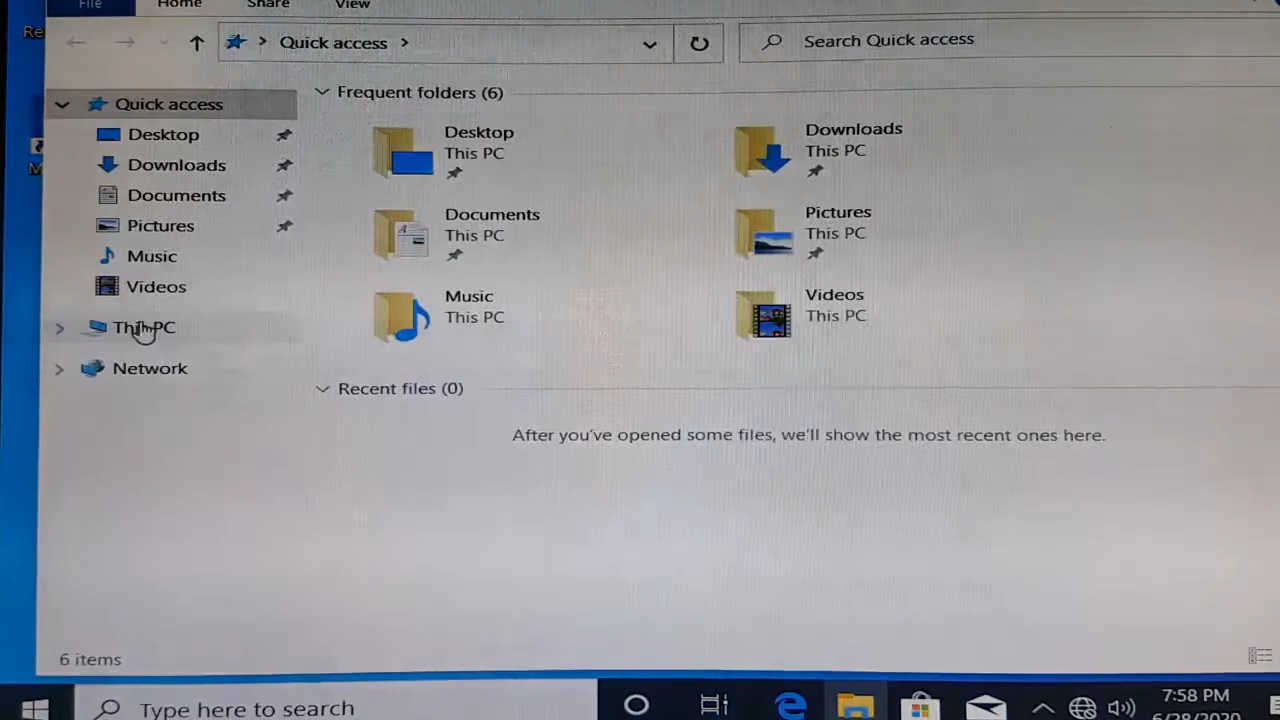 File Home Share View
Quick access
Search Quick access
Quick access
Desktop
Downloads
Documents
Pictures
Music
Videos
This PC
Network
Frequent folders (6)
Desktop
This PC
Downloads
This PC
Documents
This PC
Pictures
This PC
Music
This PC
Videos
This PC
Recent files (0)
After you've opened some files, we'll show the most recent ones here.
6 items
Type here to search
7:58 PM